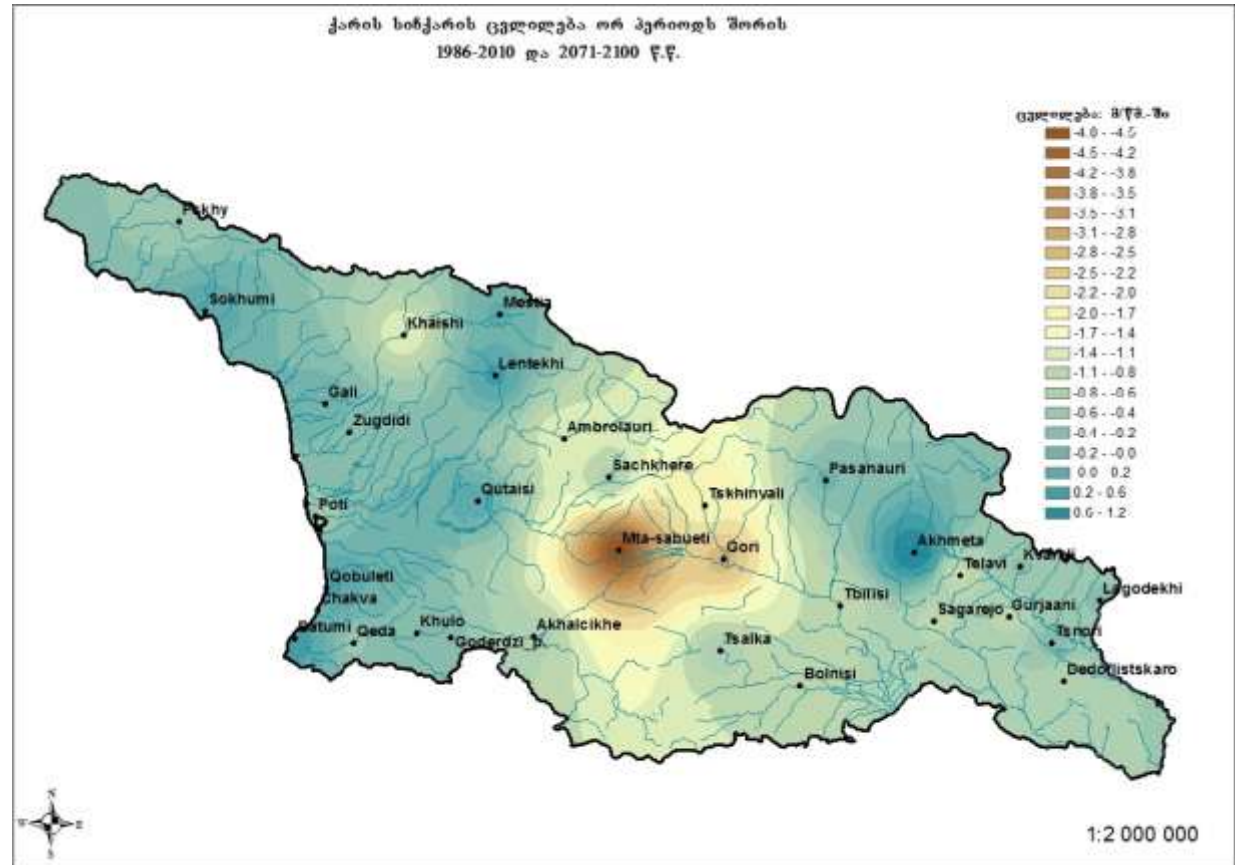 ქარის სიჩქარის ცვლილება ორ პერიოდს შორის
1986-2010 და 2071-2100 წ.წ.
ცვლილება: მ/წმ.-ში
-4.5 - -4.2
-4.2 - -3.8
-3.8 - -3.5
-3.5 - -3.1
-3.1 - -2.8
-2.8 - -2.5
-2.5 - -2.2
-2.2 - -2.0
-2.0 - -1.7
-1.7 - -1.4
-1.4 - -1.1
-1.1 - -0.8
-0.8 - -0.6
-0.6 - -0.4
-0.4 - -0.2
-0.2 - -0.0
0.0 0.2
0.2 - 0.6
0.6 - 1.2
Pskhy
Sokhumi
Mestia
Khaishi
Lentekhi
Gali
Zugdidi
Ambrolauri
Sachkhere
Pasanauri
Qutaisi
Tskhinvali
Poti
Mta-sabueti
Gori
Akhmeta
Kvareli
Telavi
Qobuleti
Chakva
Lagodekhi
Tbilisi
Sagarejo
Gurjaani
Batumi
Qeda
Khulo
Goderdzi_p.
Akhalcikhe
Tsalka
Tsnori
Bolnisi
Dedoflistskaro
N
W
E
S
1:2 000 000